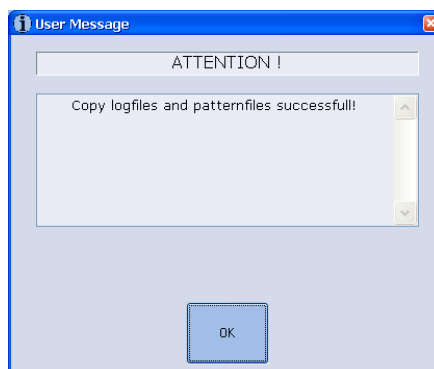 User Message
ATTENTION !
Copy logfiles and patternfiles successfull!
OK